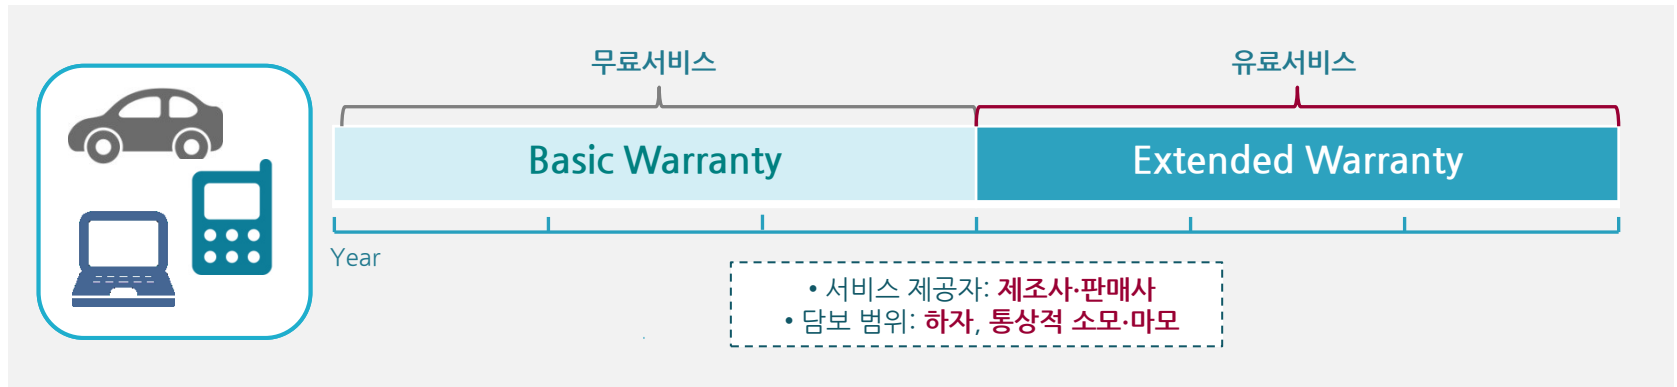 무료서비스
유료서비스
Basic Warranty
Extended Warranty
Year
• 서비스 제공자: 제조사·판매사
• 담보 범위: 하자, 통상적 소모·마모